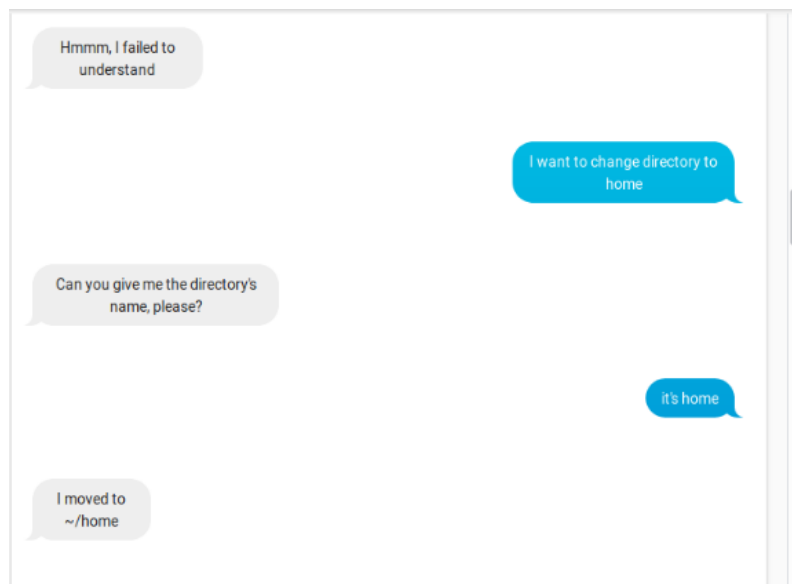 Hmmm, I failed to
understand
I want to change directory to
home
Can you give me the directory's
name, please?
it's home
I moved to
~/home